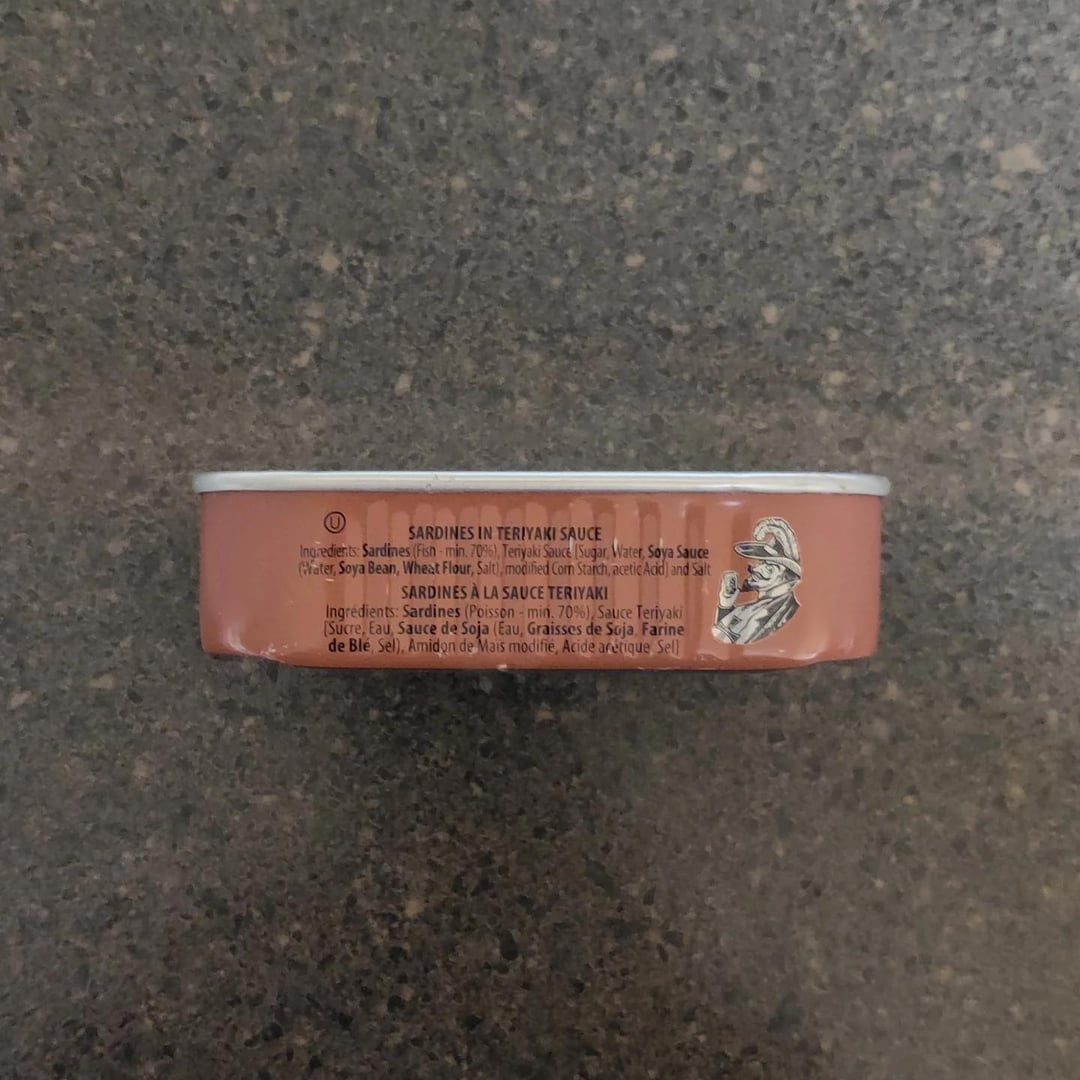 U
SARDINES IN TERIYAKI SAUCE
Ingredients: Sardines (Fish - min. 70%), Teriyaki Sauce [Sugar, Water, Soya Sauce
(Water, Soya Bean, Wheat Flour, Salt), modified Corn Starch, acetic Acid] and Salt
SARDINES À LA SAUCE TERIYAKI
Ingrédients: Sardines (Poisson - min. 70%), Sauce Teriyaki
[Sucre, Eau, Sauce de Soja (Eau, Graisses de Soja, Farine
de Blé, Sel), Amidon de Maïs modifie, Acide acétique, Sel]